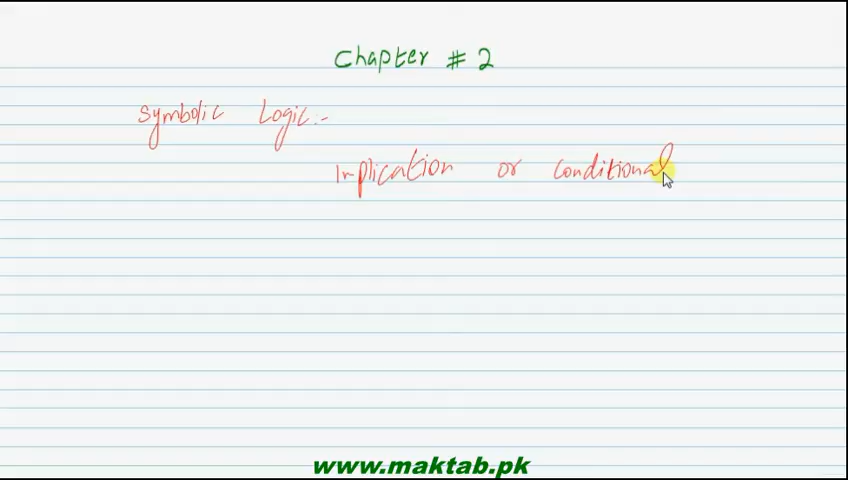 Chapter # 2
Symbolic Logic:-
Implication or conditional
www.maktab.pk